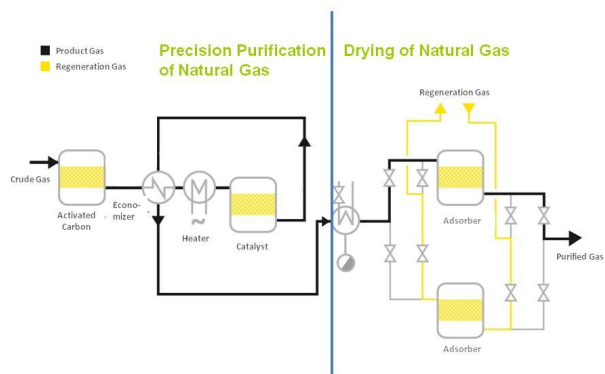 Product Gas
Regeneration Gas
Precision Purification
of Natural Gas
Drying of Natural Gas
Regeneration Gas
Crude Gas
Activated
Carbon
Econo-
mizer
Heater
Catalyst
Adsorber
Purified Gas
Adsorber